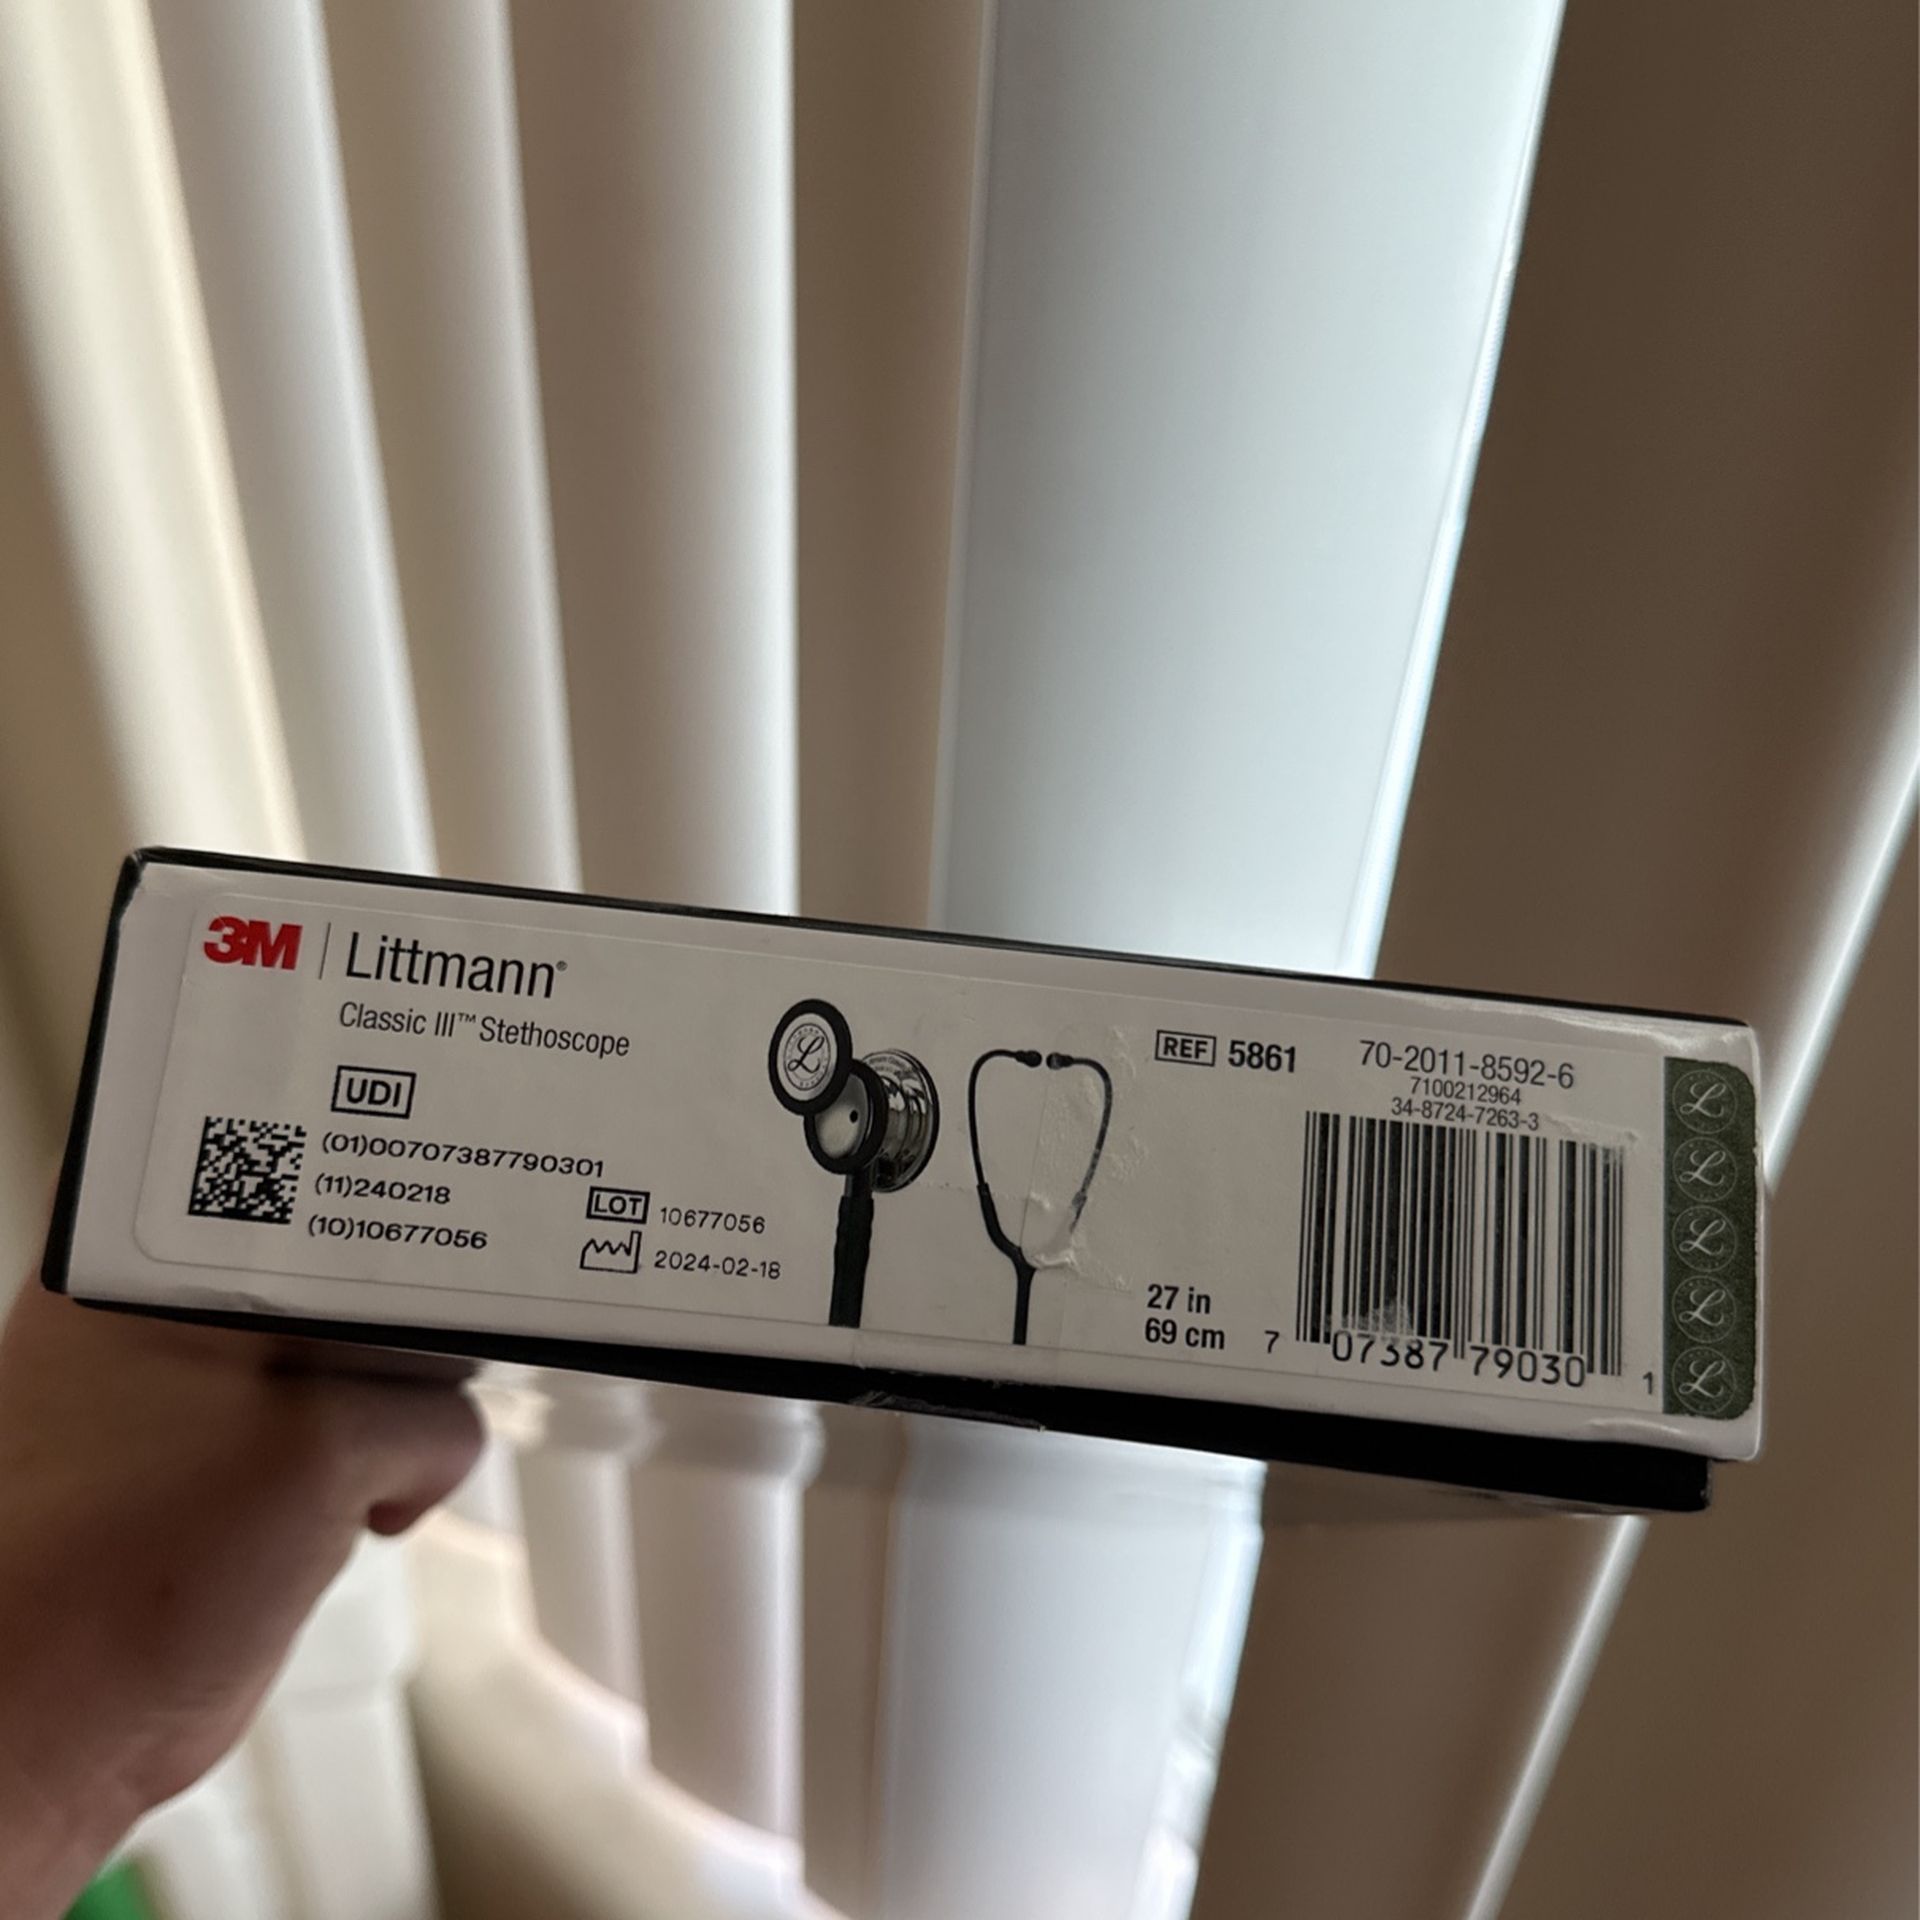 3M | Littmann®
Classic III™ Stethoscope
UDI
(01)00707387790301
(11)240218
(10)10677056
LOT 10677056
2024-02-18
L
REF 5861
70-2011-8592-6
7100212964
34-8724-7263-3
27 in
69 cm
7 07387 79030 1
L
L
L
L
L